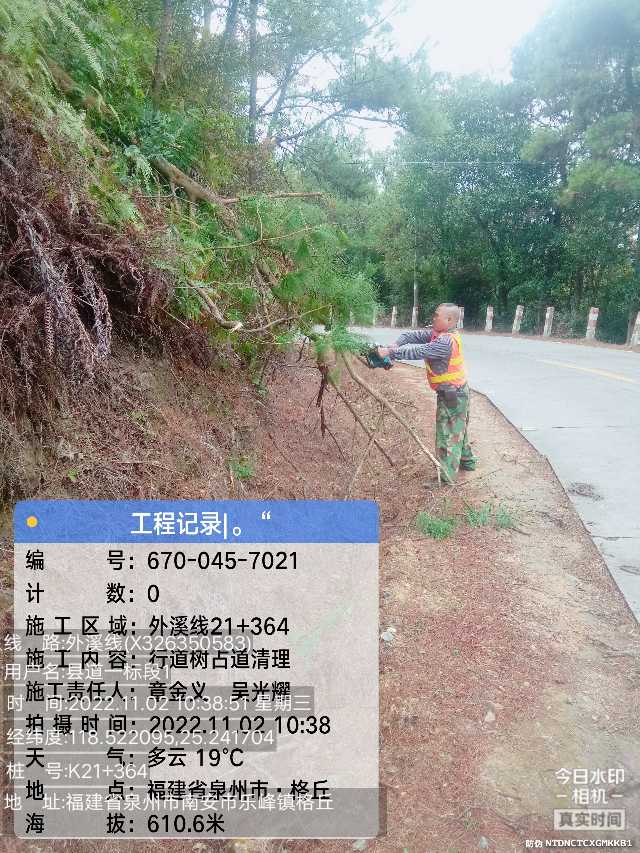 工程记录|。“
编 号：670-045-7021
计 数：0
施工区域：外溪线21+364
线 路:外溪线(X326350583)
施工内容：行道树占道清理
用户名:县道一标段1
施工责任人：章金义 吴光耀
时 间:2022.11.02 10:38:51 星期三
拍摄时间：2022.11.02 10:38
经纬度:118.522095,25.241704
天 气：多云 19℃
桩 号:K21+364
地 点：福建省泉州市·格丘
地 址:福建省泉州市南安市乐峰镇格丘
海 拔：610.6米
今日水印
相机
真实时间
防伪 NTDNCTCXGMKKB1